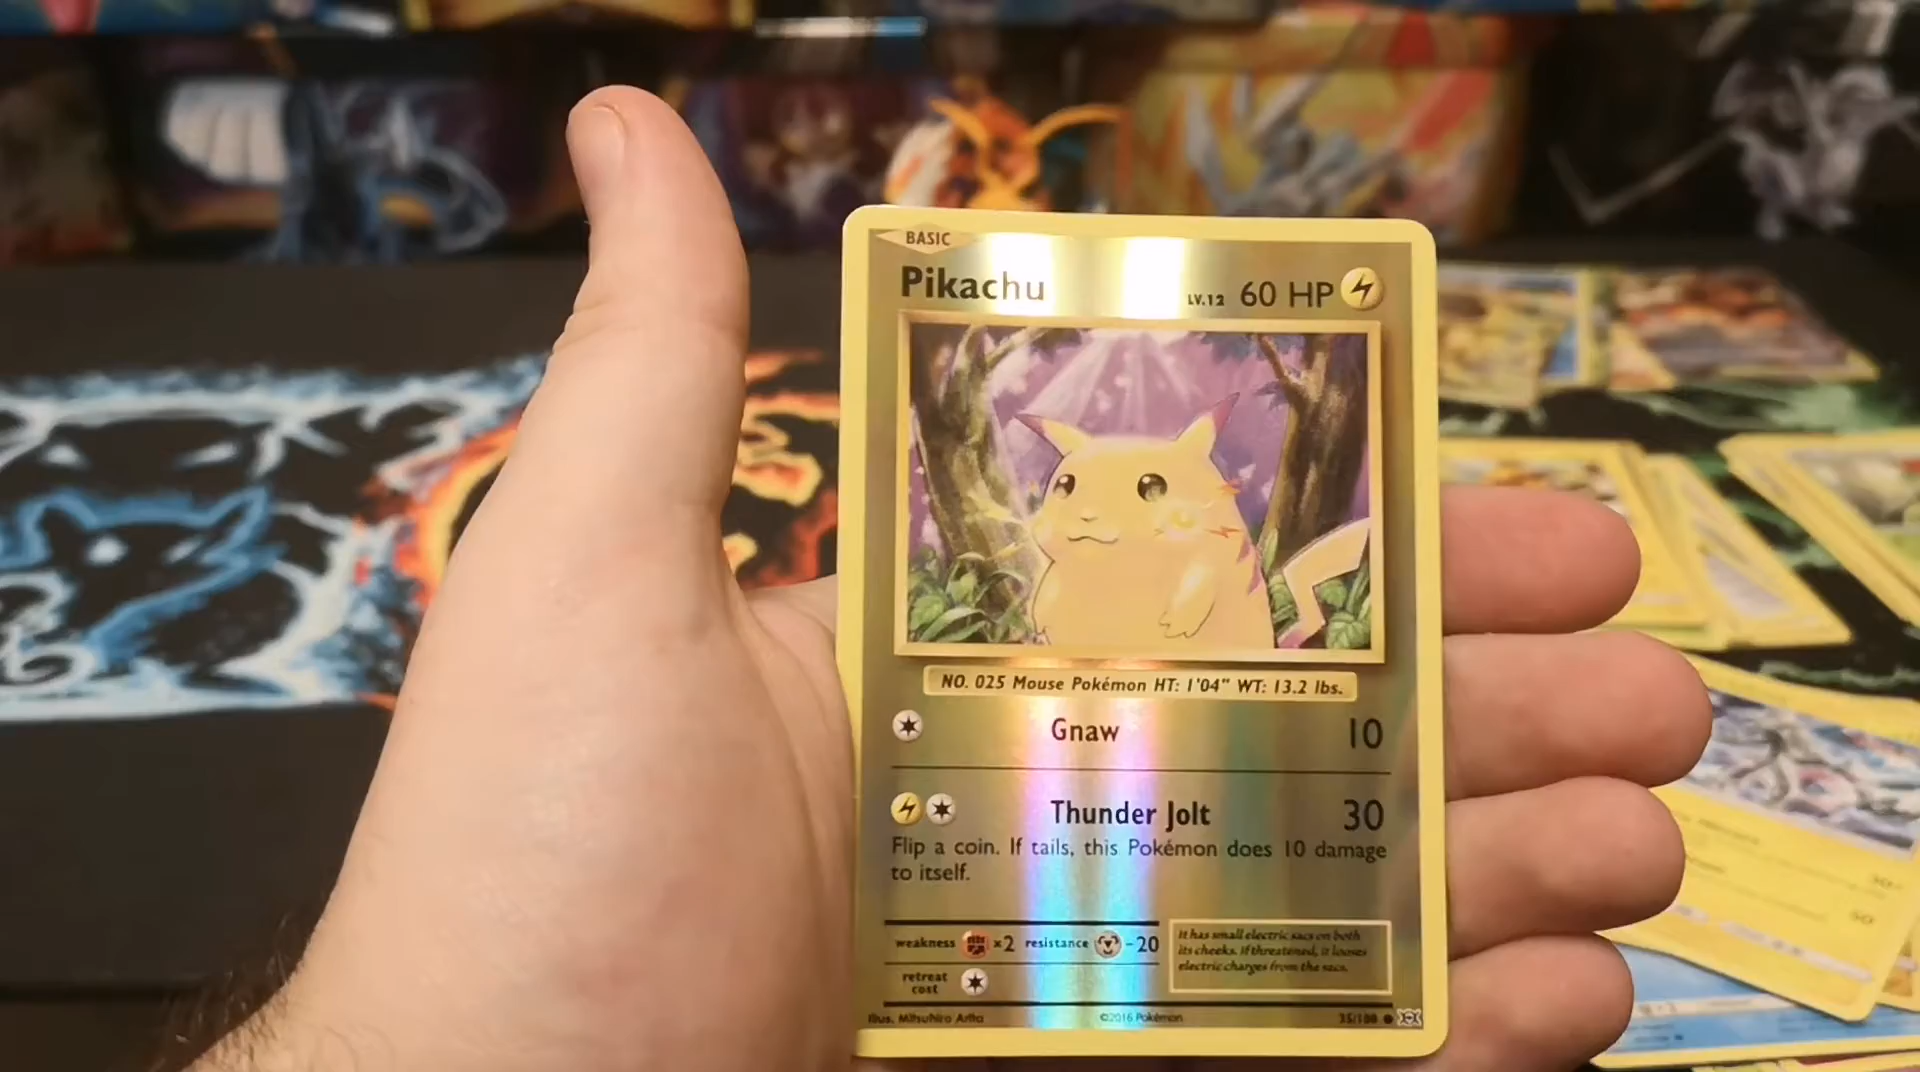 BASIC
Pikachu LV.12 60 HP
NO. 025 Mouse Pokémon HT: 1'04" WT: 13.2 lbs.
Gnaw 10
Thunder Jolt 30
Flip a coin. If tails, this Pokémon does 10 damage
to itself.
weakness ×2 resistance -20
retreat
cost
It has small electric sacs on both
its cheeks. If threatened, it looses
electric charges from the sacs.
Illus. Mitsuhiro Arita ©2016 Pokémon 35/108